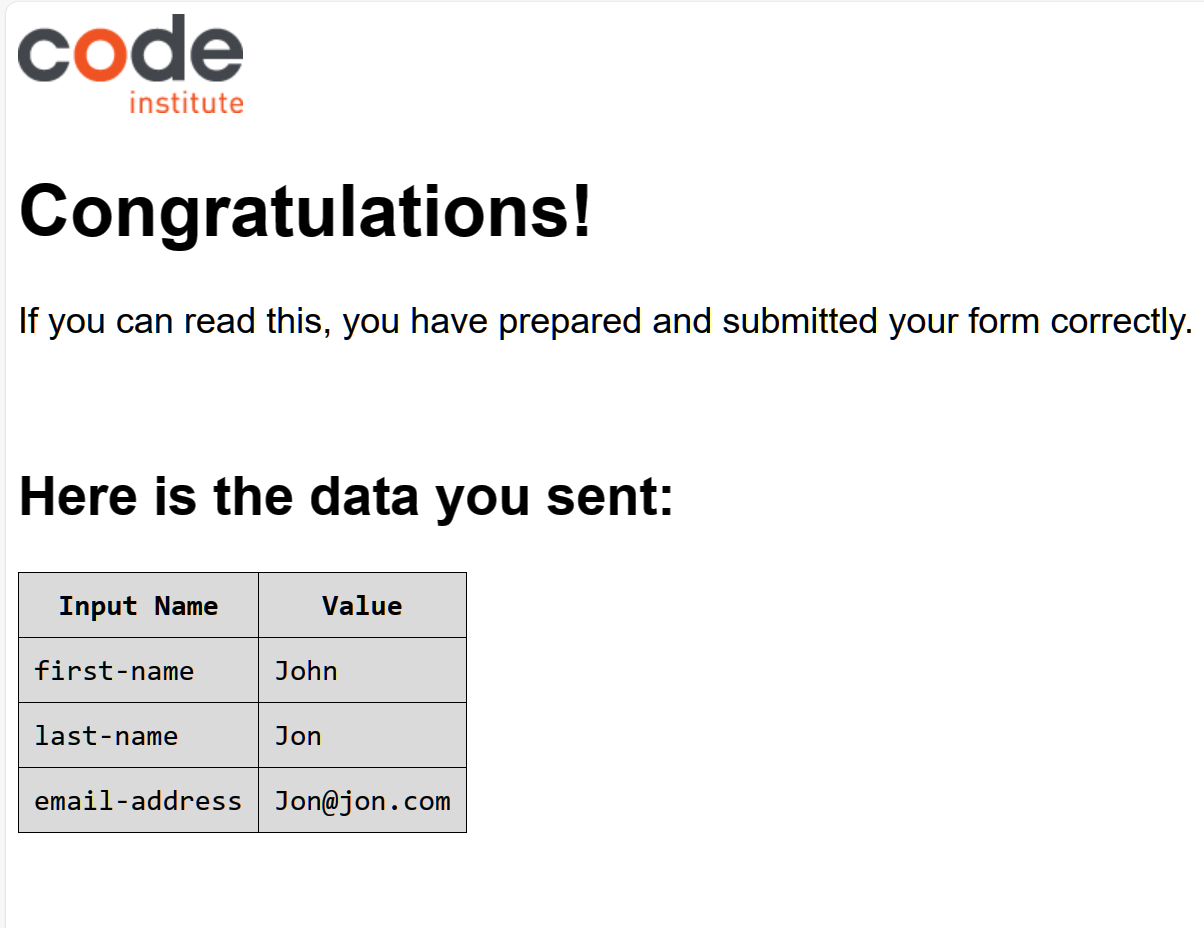 code
institute
Congratulations!
If you can read this, you have prepared and submitted your form correctly.
Here is the data you sent:
Input Name Value
first-name John
last-name Jon
email-address Jon@jon.com